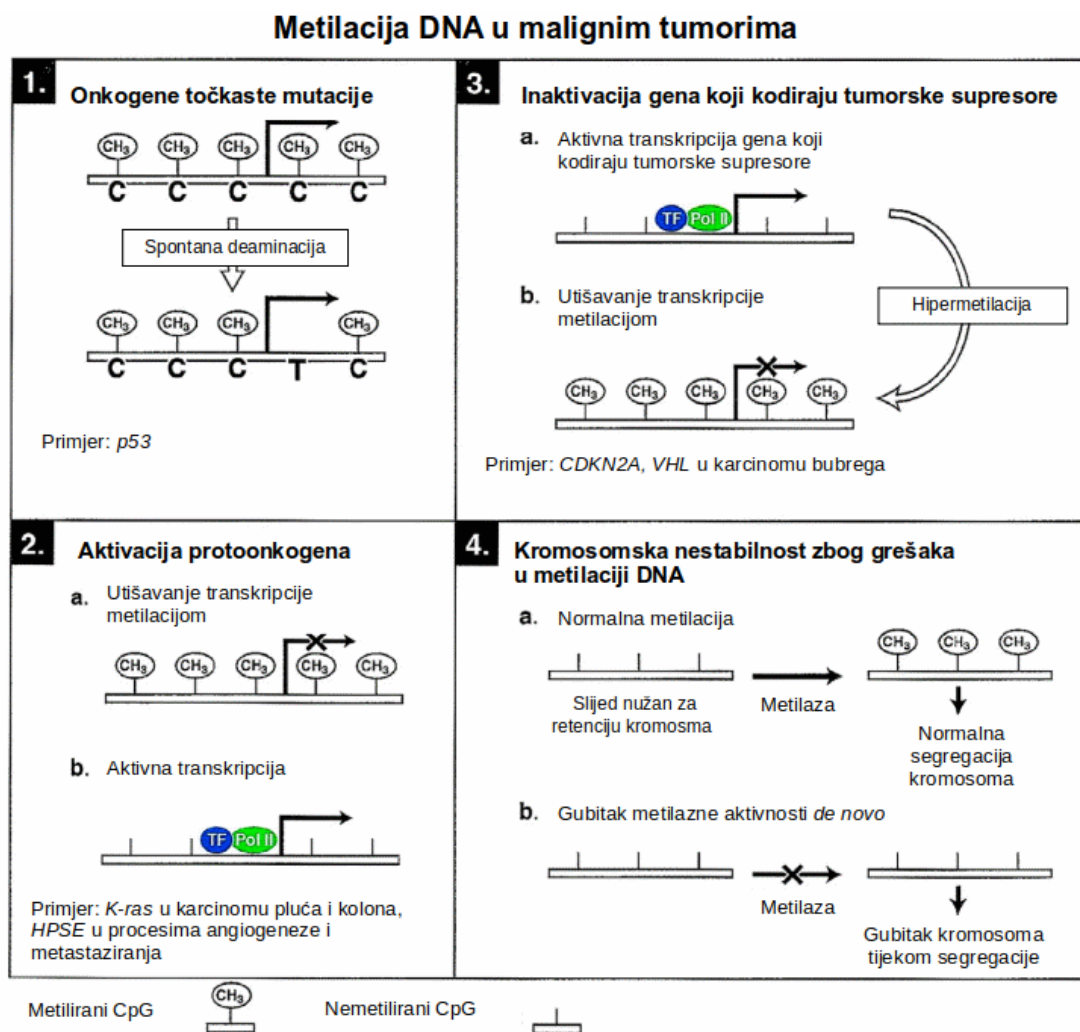 Metilacija DNA u malignim tumorima
1. Onkogene točkaste mutacije
CH₃ CH₃ CH₃ CH₃ CH₃
C C C C C
Spontana deaminacija
CH₃ CH₃ CH₃ CH₃
C C C T C
Primjer: p53
2. Aktivacija protoonkogena
a. Utišavanje transkripcije
metilacijom
CH₃ CH₃ CH₃ CH₃ CH₃
b. Aktivna transkripcija
TF Pol II
Primjer: K-ras u karcinomu pluća i kolona,
HPSE u procesima angiogeneze i
metastaziranja
3. Inaktivacija gena koji kodiraju tumorske supresore
a. Aktivna transkripcija gena koji
kodiraju tumorske supresore
TF Pol II
b. Utišavanje transkripcije
metilacijom
Hipermetilacija
CH₃ CH₃ CH₃ CH₃ CH₃
Primjer: CDKN2A, VHL u karcinomu bubrega
4. Kromosomska nestabilnost zbog grešaka
u metilaciji DNA
a. Normalna metilacija
CH₃ CH₃ CH₃
Slijed nužan za
retenciju kromosma
Metilaza
Normalna
segregacija
kromosoma
b. Gubitak metilazne aktivnosti de novo
Metilaza
Gubitak kromosoma
tijekom segregacije
Metilirani CpG CH₃ Nemetilirani CpG